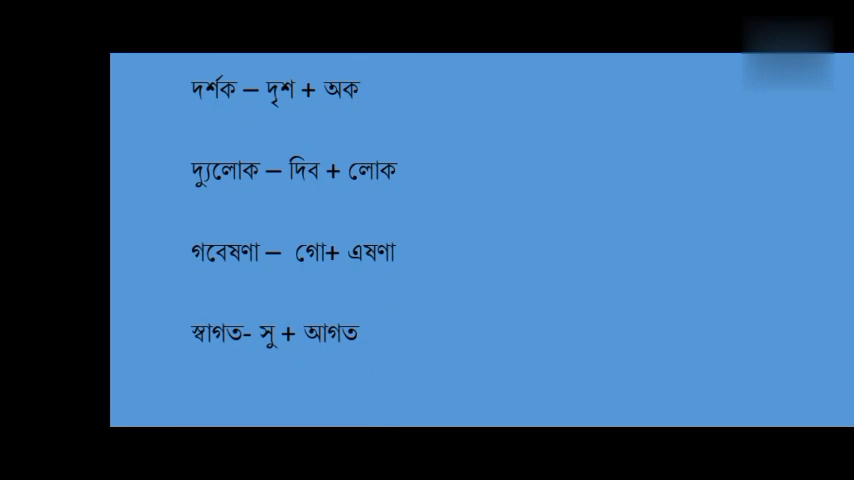 দর্শক – দৃশ + অক
দ্যুলোক – দিব + লোক
গবেষণা – গো+ এষণা
স্বাগত- সু + আগত